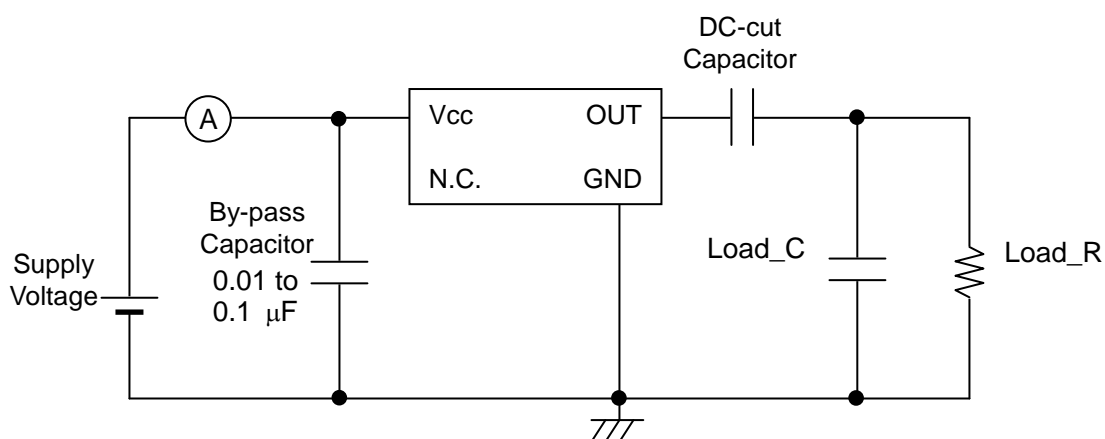 DC-cut
Capacitor
A
Vcc
OUT
N.C.
GND
By-pass
Capacitor
0.01 to
0.1 μF
Supply
Voltage
Load_C
Load_R